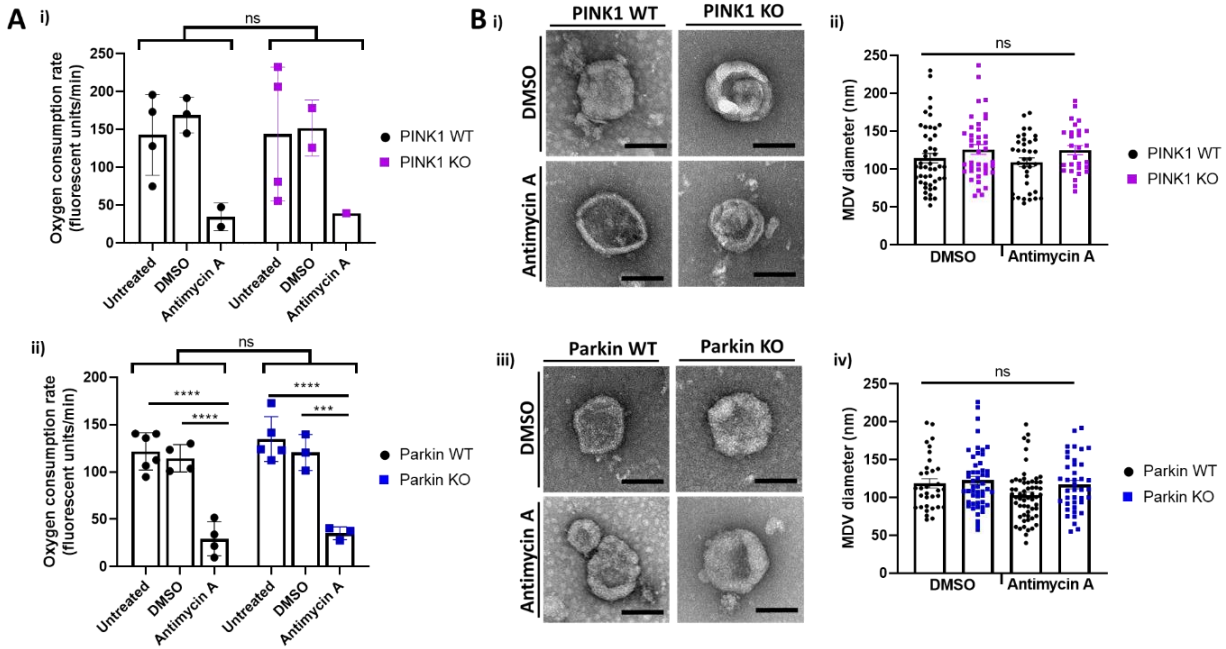 A
i)
ns
Oxygen consumption rate
(fluorescent units/min)
250
200
150
100
50
0
Untreated
DMSO
Antimycin A
Untreated
DMSO
Antimycin A
PINK1 WT
PINK1 KO
ii)
ns
****
****
****
***
Oxygen consumption rate
(fluorescent units/min)
200
150
100
50
0
Untreated
DMSO
Antimycin A
Untreated
DMSO
Antimycin A
Parkin WT
Parkin KO
B
i)
PINK1 WT
PINK1 KO
DMSO
Antimycin A
ii)
ns
MDV diameter (nm)
250
200
150
100
50
0
DMSO
Antimycin A
PINK1 WT
PINK1 KO
iii)
Parkin WT
Parkin KO
DMSO
Antimycin A
iv)
ns
MDV diameter (nm)
250
200
150
100
50
0
DMSO
Antimycin A
Parkin WT
Parkin KO